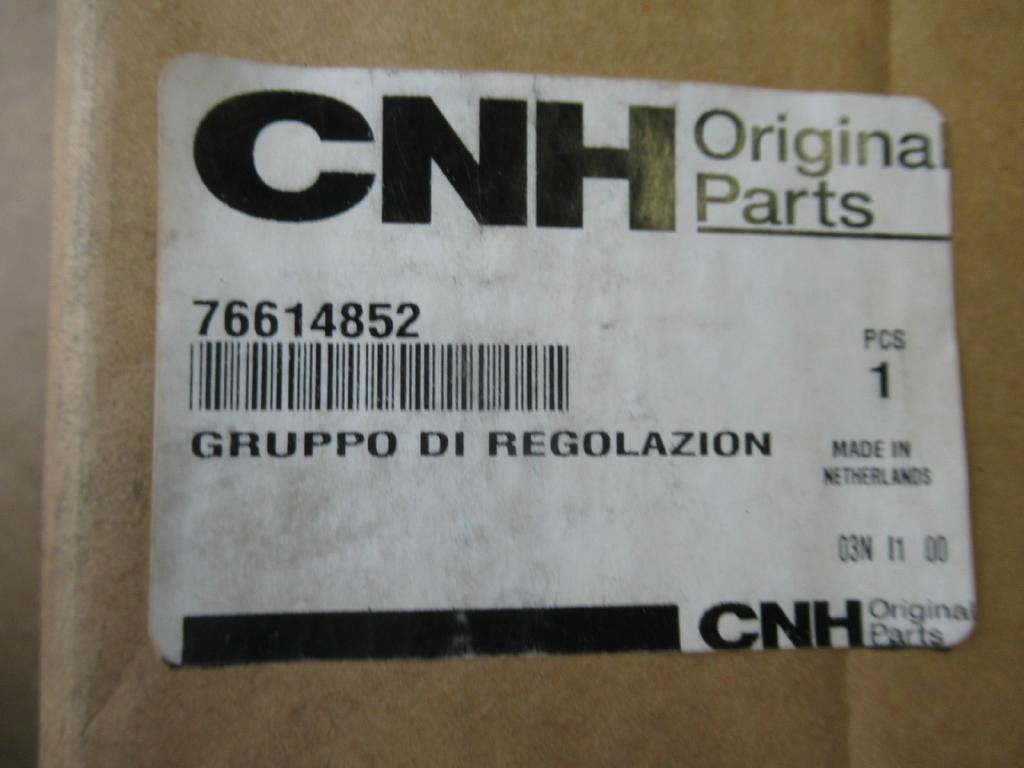 CNH Original
Parts
76614852
PCS
1
GRUPPO DI REGOLAZION
MADE IN
NETHERLANDS
03N I1 00
CNH Original
Parts